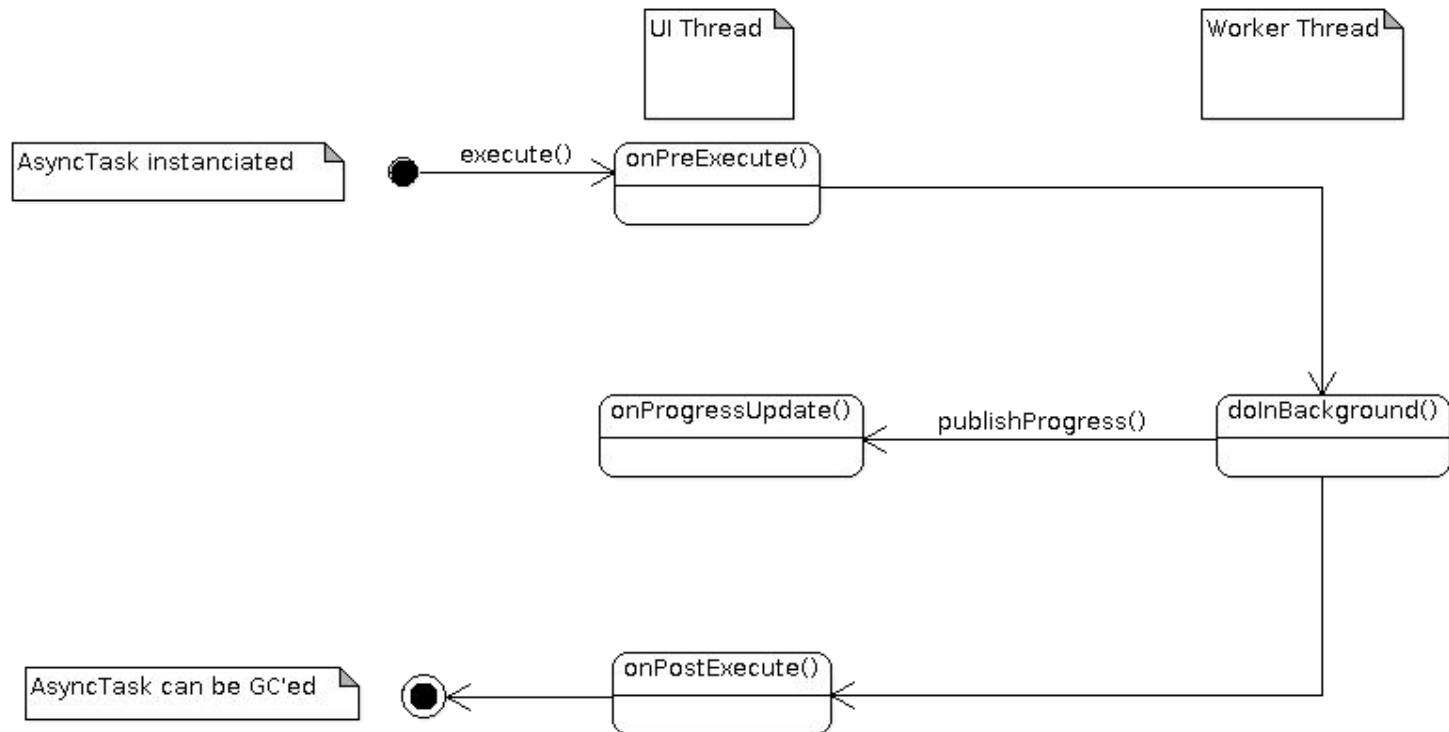 UI Thread
Worker Thread
AsyncTask instanciated
execute()
onPreExecute()
onProgressUpdate()
publishProgress()
doInBackground()
AsyncTask can be GC'ed
onPostExecute()